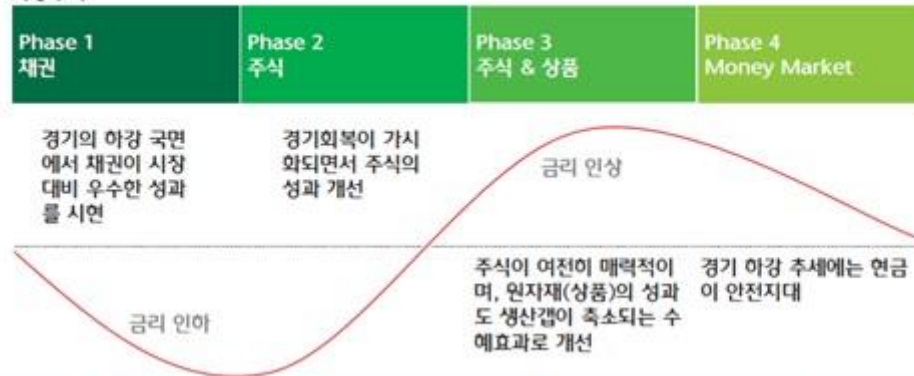 Phase 1
채권
Phase 2
주식
Phase 3
주식 & 상품
Phase 4
Money Market
경기의 하강 국면
에서 채권이 시장
대비 우수한 성과
를 시현
경기회복이 가시
화되면서 주식의
성과 개선
금리 인상
금리 인하
주식이 여전히 매력적이
며, 원자재(상품)의 성과
도 생산갭이 축소되는 수
혜효과로 개선
경기 하강 추세에는 현금
이 안전지대